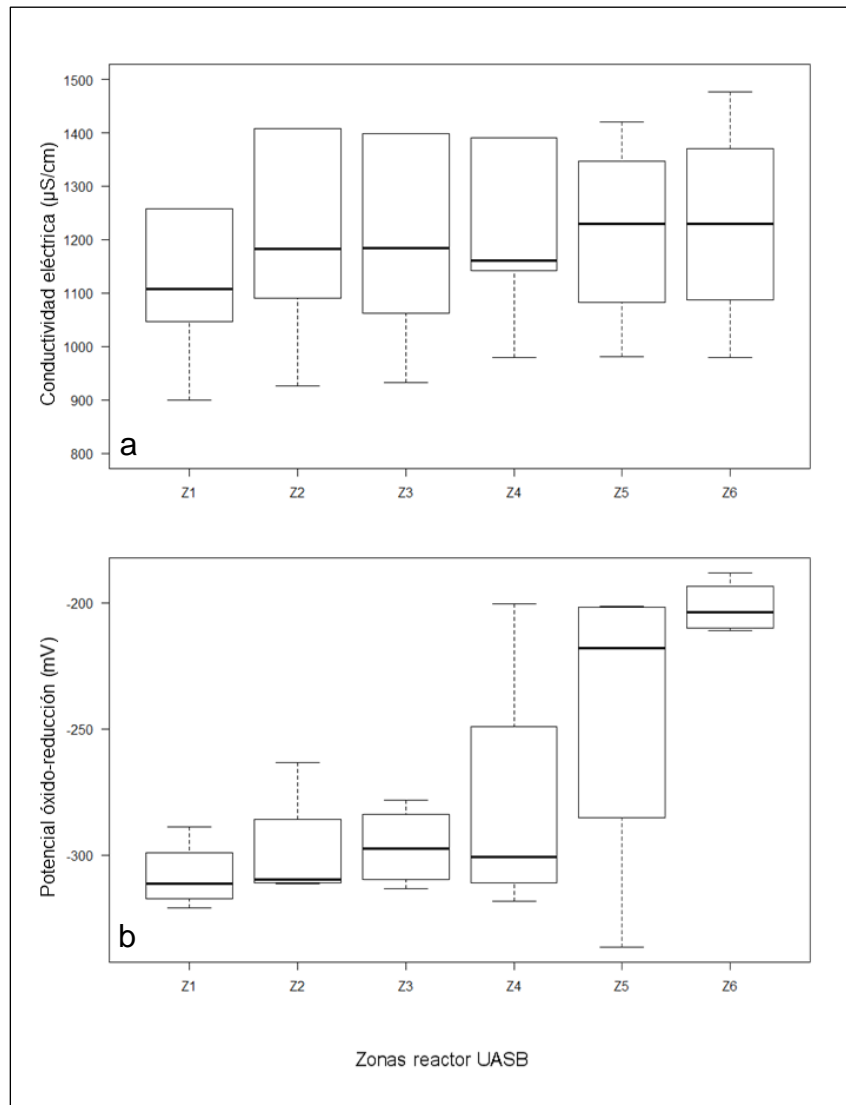 Conductividad eléctrica (µS/cm)
1500
1400
1300
1200
1100
1000
900
800
a
Z1 Z2 Z3 Z4 Z5 Z6
Potencial óxido-reducción (mV)
-200
-250
-300
b
Z1 Z2 Z3 Z4 Z5 Z6
Zonas reactor UASB